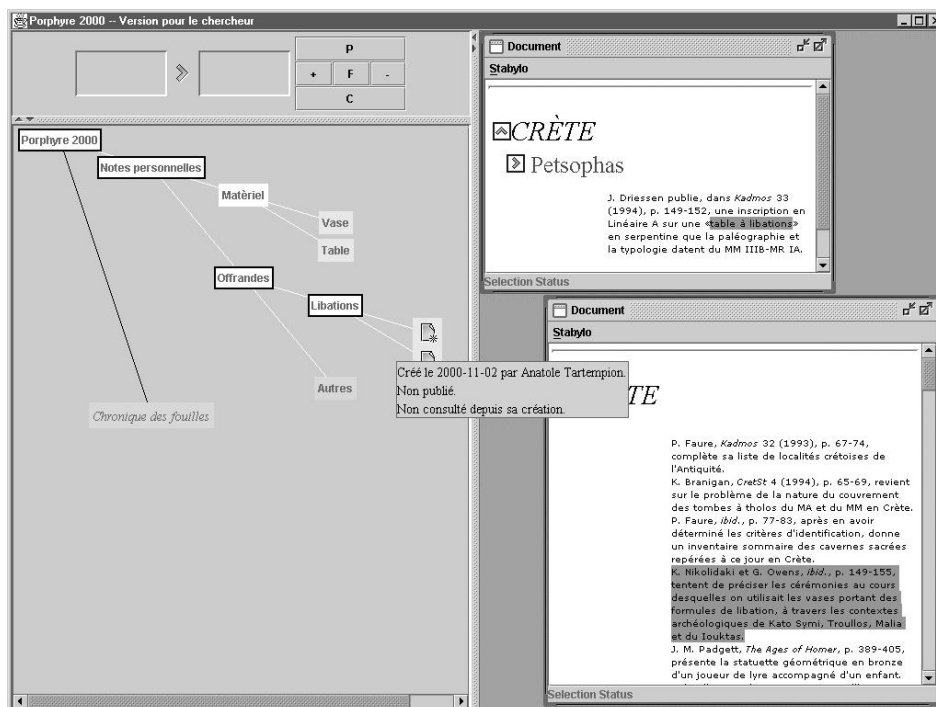 Porphyre 2000 -- Version pour le chercheur
P
+ F -
C
Porphyre 2000
Notes personnelles
Matèriel
Vase
Table
Offrandes
Libations
Autres
Chronique des fouilles
Créé le 2000-11-02 par Anatole Tartempion.
Non publié.
Non consulté depuis sa création.
Document
Stabylo
CRÈTE
Petsophas
J. Driessen publie, dans Kadmos 33
(1994), p. 149-152, une inscription en
Linéaire A sur une «table à libations»
en serpentine que la paléographie et
la typologie datent du MM IIIB-MR IA.
Selection Status
Document
Stabylo
TE
P. Faure, Kadmos 32 (1993), p. 67-74,
complète sa liste de localités crétoises de
l'Antiquité.
K. Branigan, CretSt 4 (1994), p. 65-69, revient
sur le problème de la nature du couvrement
des tombes à tholos du MA et du MM en Crète.
P. Faure, ibid., p. 77-83, après en avoir
déterminé les critères d'identification, donne
un inventaire sommaire des cavernes sacrées
repérées à ce jour en Crète.
K. Nikolidaki et G. Owens, ibid., p. 149-155,
tentent de préciser les cérémonies au cours
desquelles on utilisait les vases portant des
formules de libation, à travers les contextes
archéologiques de Kato Symi, Troullos, Malia
et du Iouktas.
J. M. Padgett, The Ages of Homer, p. 389-405,
présente la statuette géométrique en bronze
d'un joueur de lyre accompagné d'un enfant.
Selection Status